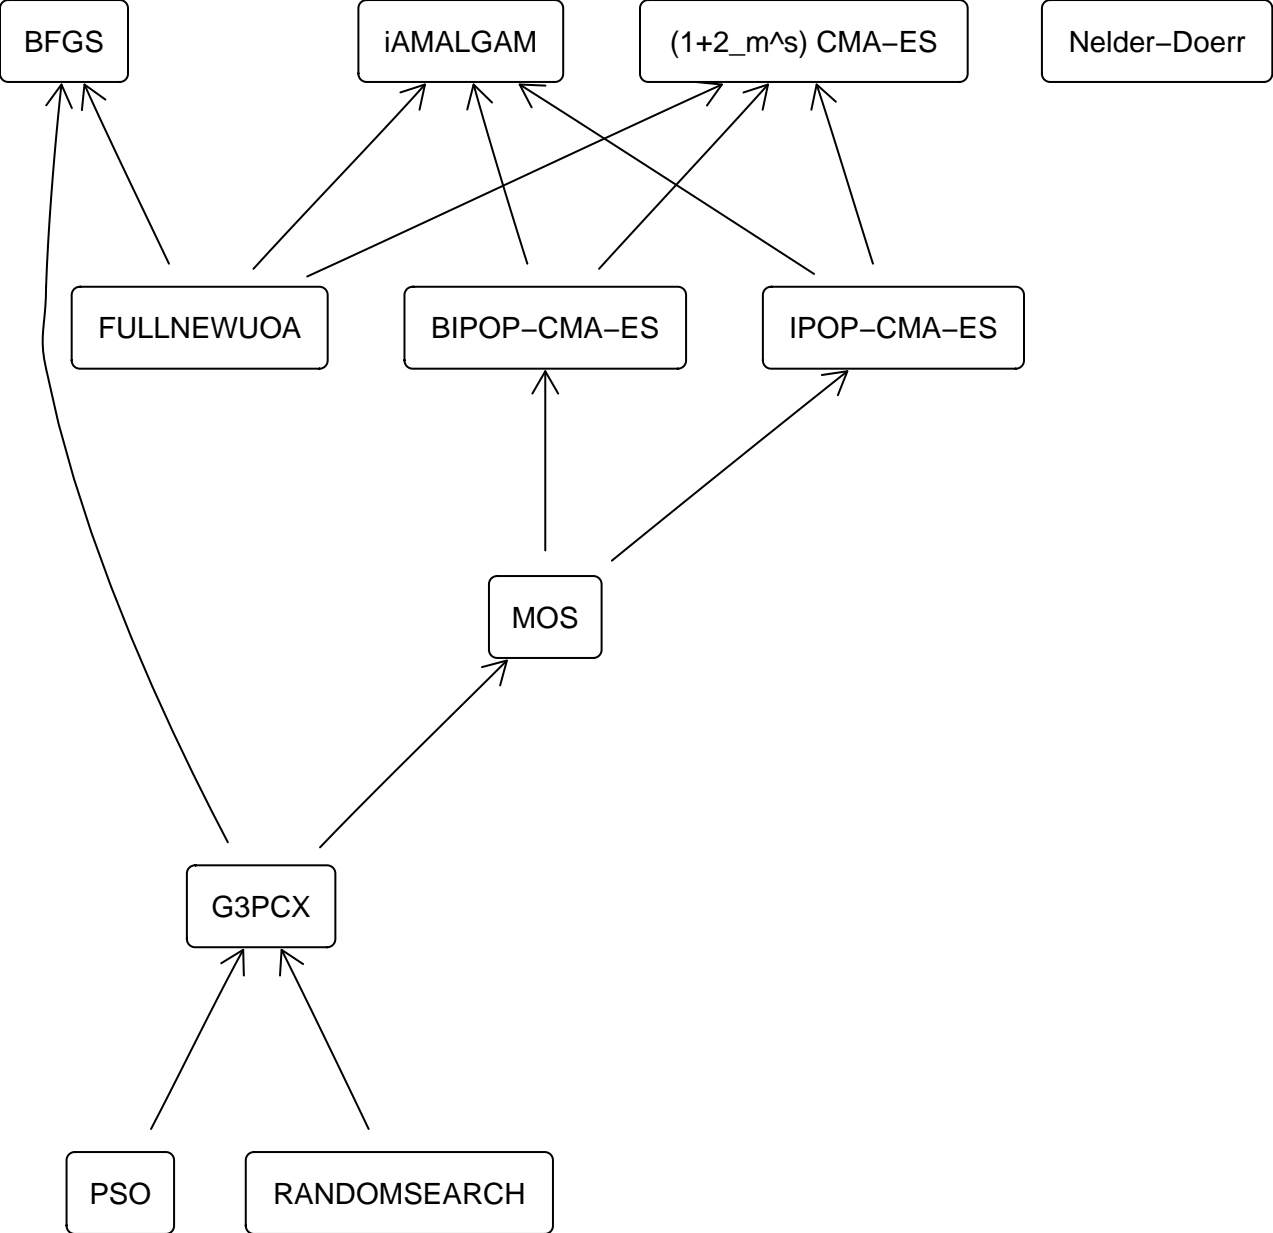 BFGS
iAMALGAM
(1+2_m^s) CMA−ES
Nelder−Doerr
FULLNEWUOA
BIPOP−CMA−ES
IPOP−CMA−ES
MOS
G3PCX
PSO
RANDOMSEARCH